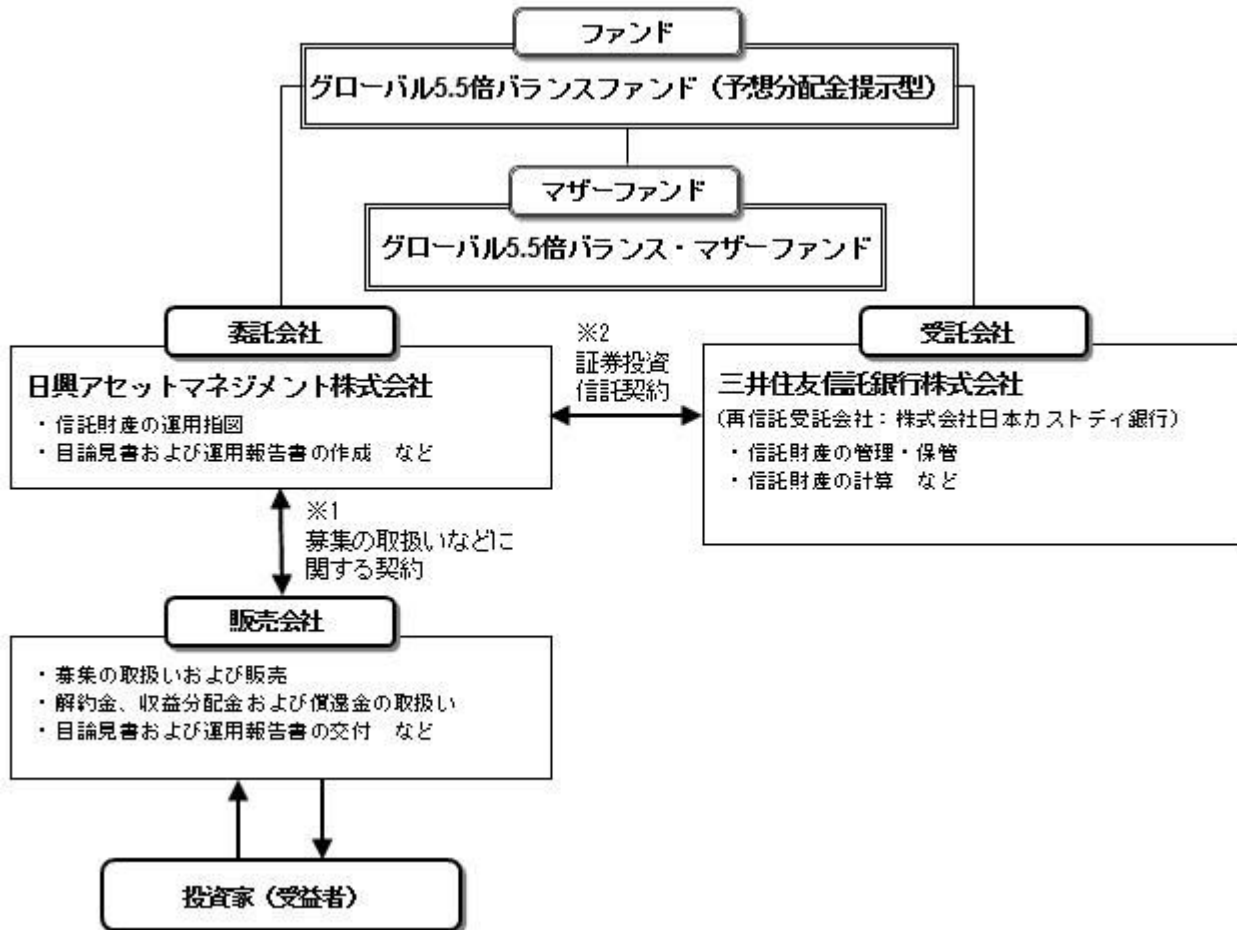 ファンド
グローバル5.5倍バランスファンド（予想分配金提示型）
マザーファンド
グローバル5.5倍バランス・マザーファンド
委託会社
日興アセットマネジメント株式会社
・信託財産の運用指図
・目論見書および運用報告書の作成　など
※2
証券投資
信託契約
受託会社
三井住友信託銀行株式会社
(再信託受託会社：株式会社日本カストディ銀行)
・信託財産の管理・保管
・信託財産の計算　など
※1
募集の取扱いなどに
関する契約
販売会社
・募集の取扱いおよび販売
・解約金、収益分配金および償還金の取扱い
・目論見書および運用報告書の交付　など
投資家（受益者）